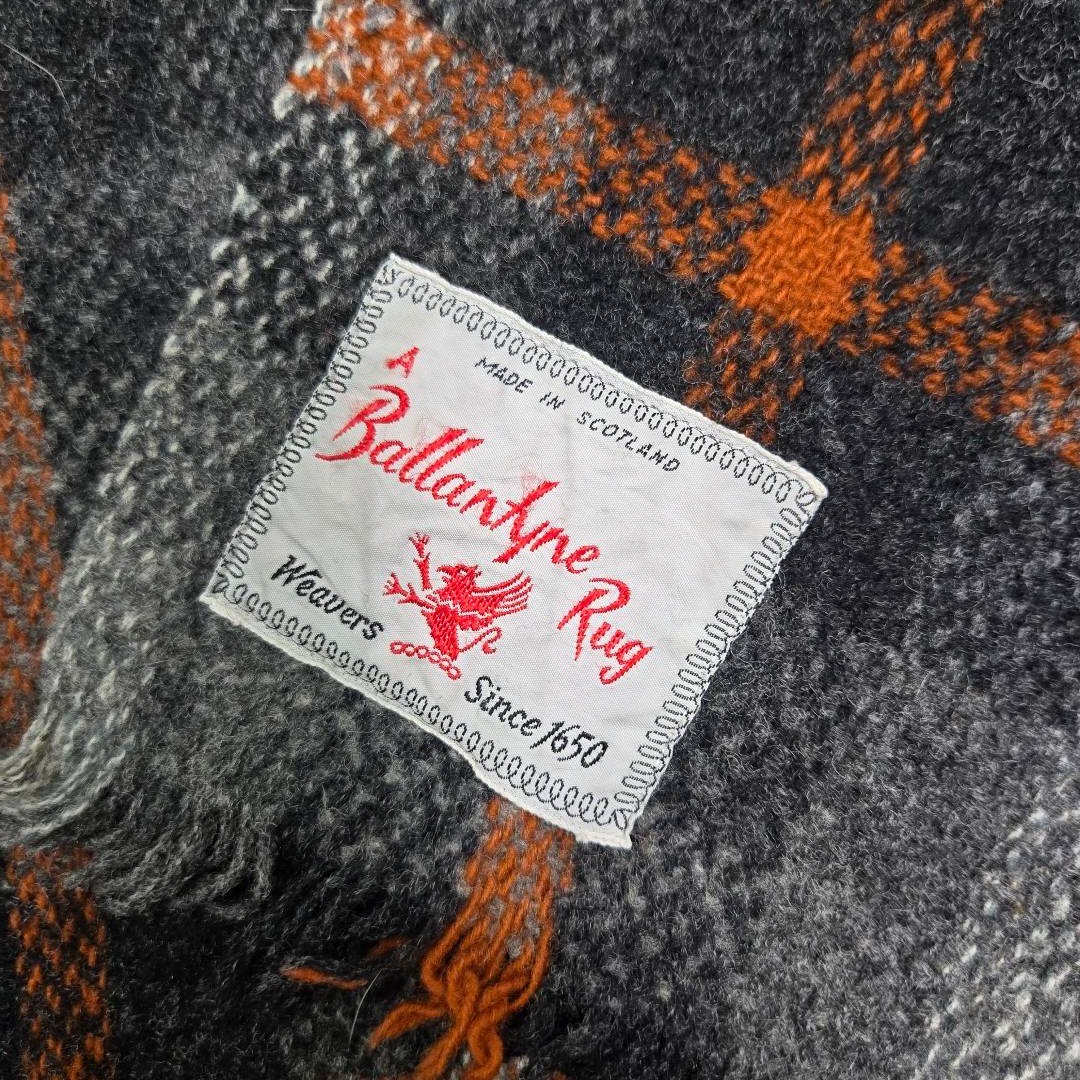 MADE IN SCOTLAND
A
Ballantyne Rug
Weavers Since 1650